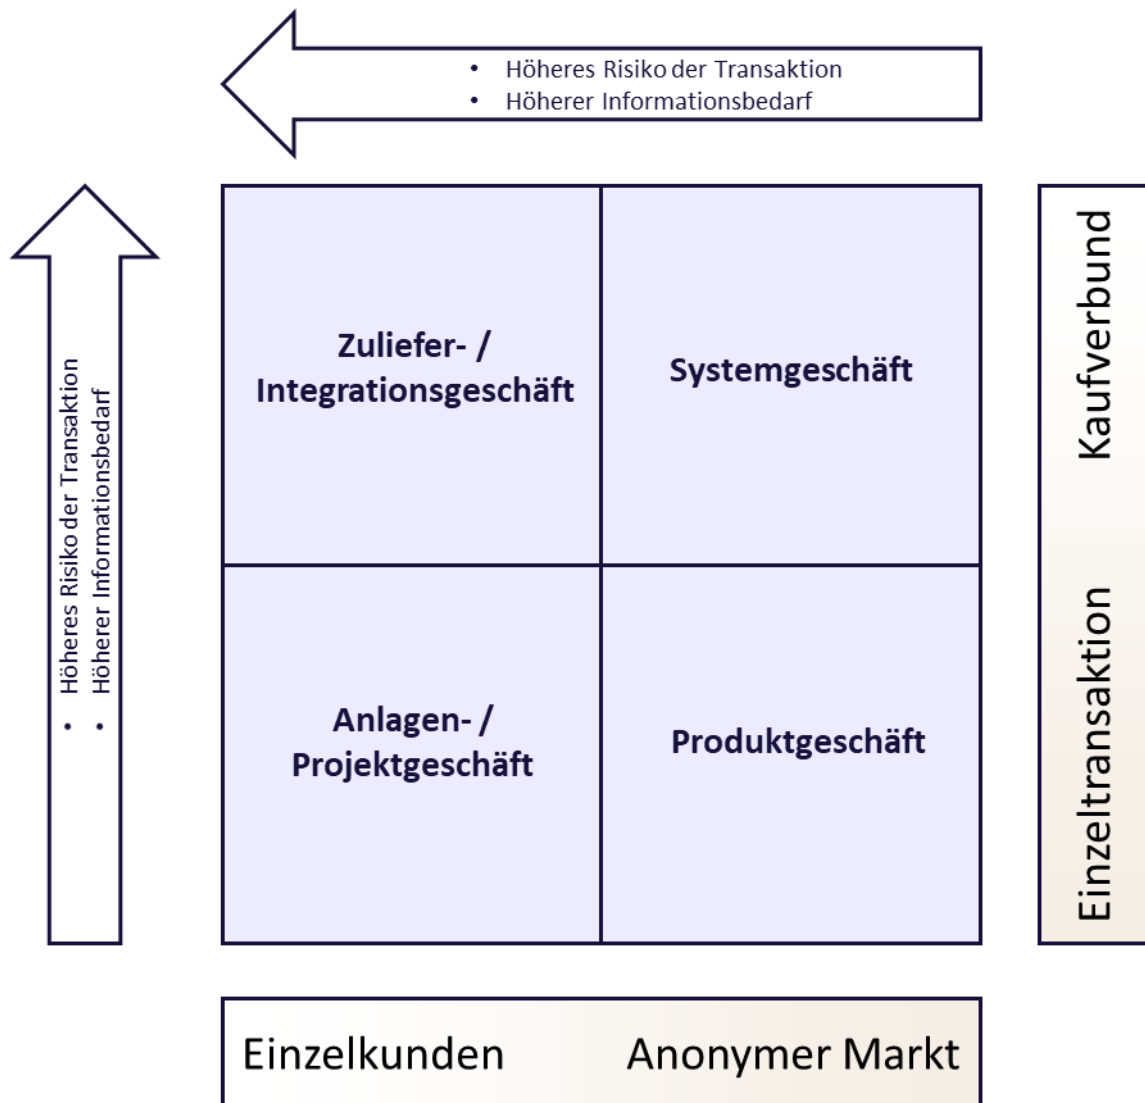 • Höheres Risiko der Transaktion
• Höherer Informationsbedarf
• Höheres Risiko der Transaktion
• Höherer Informationsbedarf
Zuliefer- /
Integrationsgeschäft
Systemgeschäft
Kaufverbund
Anlagen- /
Projektgeschäft
Produktgeschäft
Einzeltransaktion
Einzelkunden
Anonymer Markt